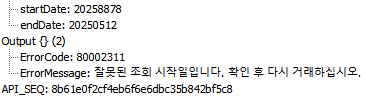 startDate: 20258878
endDate: 20250512
Output {} (2)
ErrorCode: 80002311
ErrorMessage: 잘못된 조회 시작일입니다. 확인 후 다시 거래하십시오.
API_SEQ: 8b61e0f2cf4eb6f6e6dbc35b842bf5c8